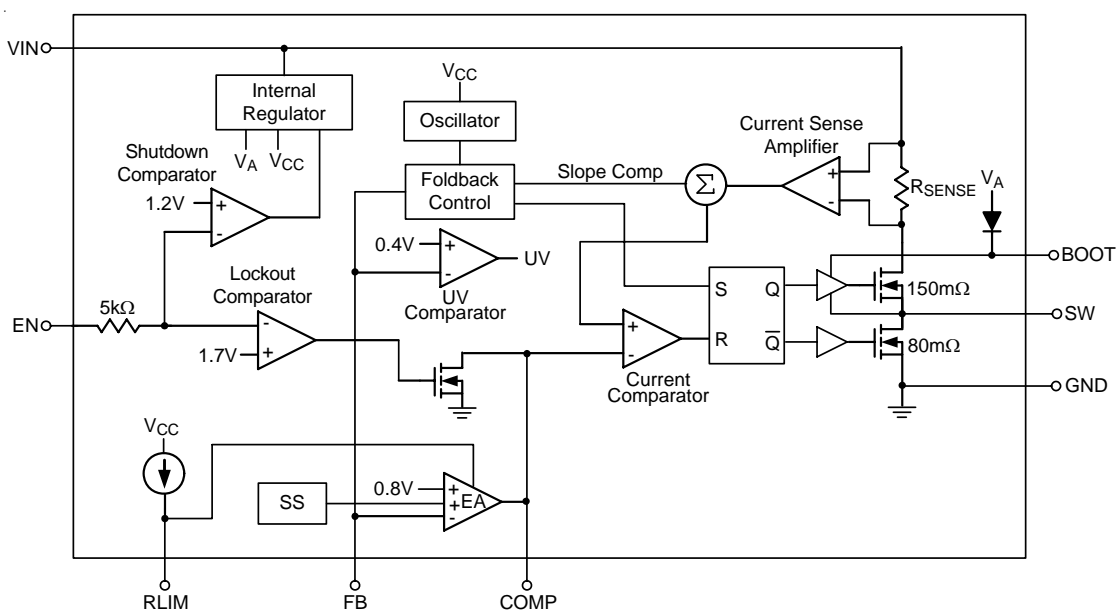 VIN
Internal
Regulator
VA
VCC
Shutdown
Comparator
1.2V
+
-
VCC
Oscillator
Foldback
Control
Slope Comp
Σ
Current Sense
Amplifier
+
-
RSENSE
VA
BOOT
0.4V
+
-
UV
UV
Comparator
Lockout
Comparator
5kΩ
EN
-
1.7V
+
+
-
Current
Comparator
S
Q
R
Q̅
150mΩ
SW
80mΩ
GND
VCC
SS
0.8V
+
+
-
EA
RLIM
FB
COMP